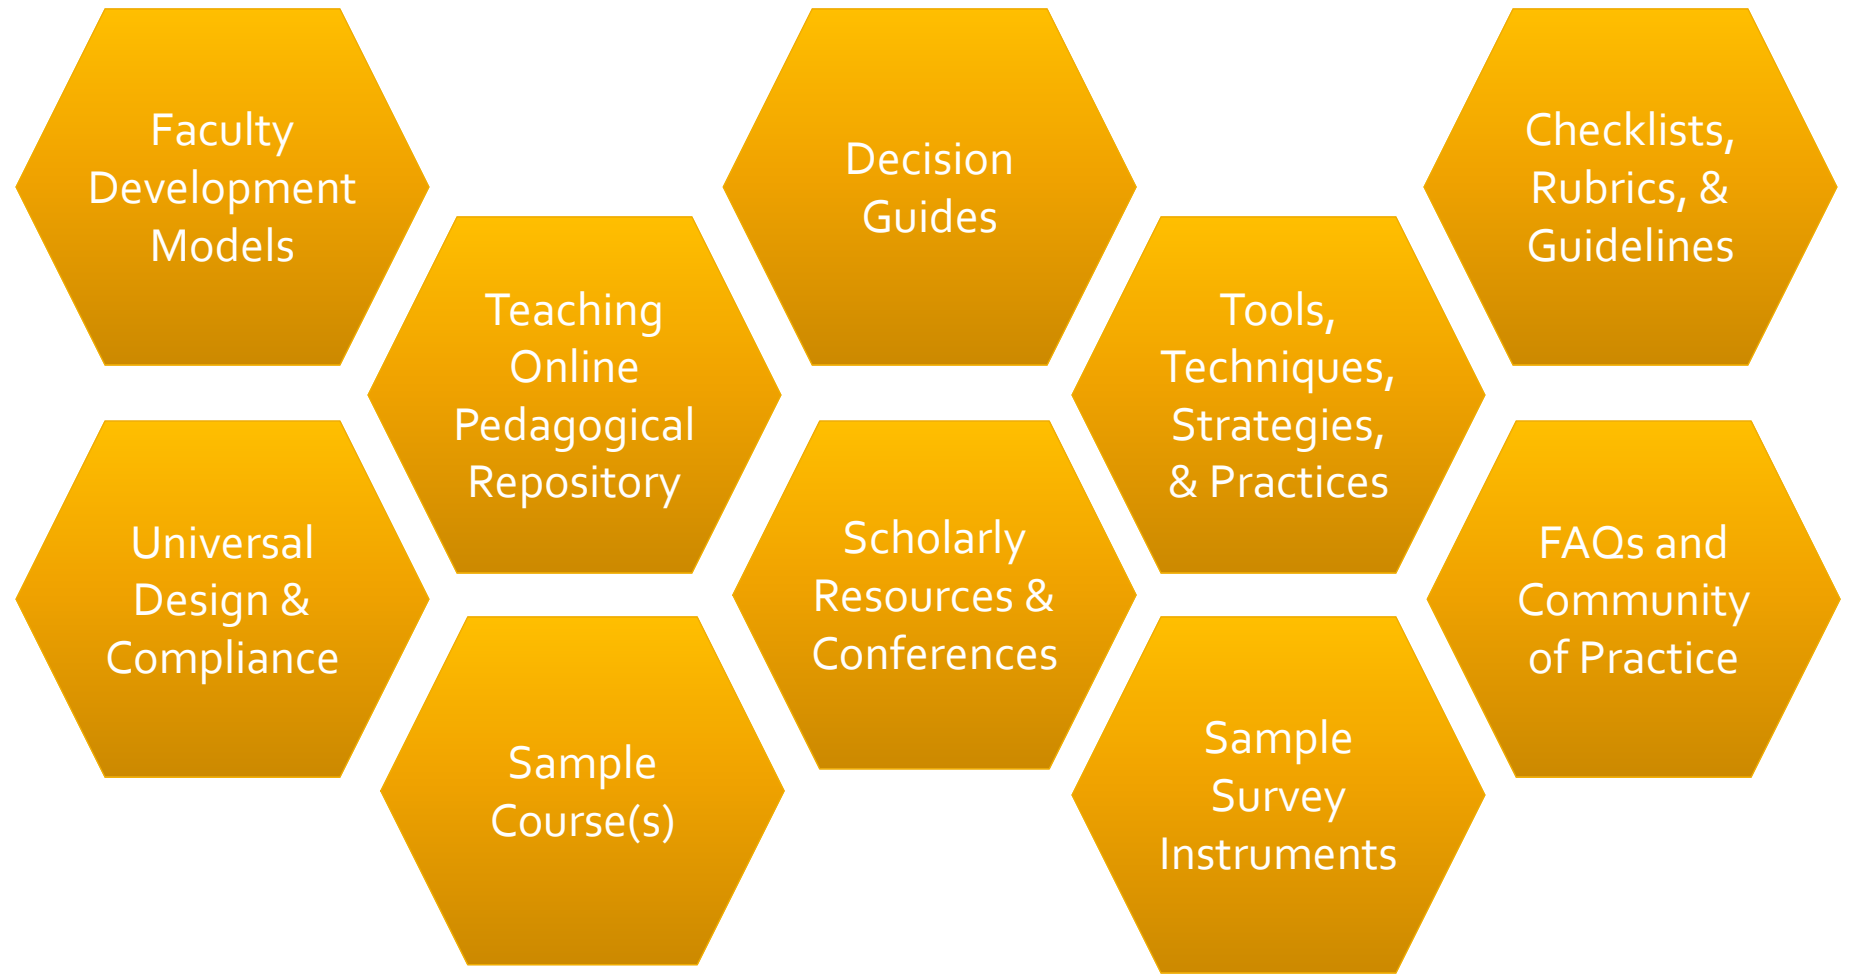 Faculty
Development
Models
Decision
Guides
Checklists,
Rubrics, &
Guidelines
Teaching
Online
Pedagogical
Repository
Tools,
Techniques,
Strategies,
& Practices
Universal
Design &
Compliance
Scholarly
Resources &
Conferences
FAQs and
Community
of Practice
Sample
Course(s)
Sample
Survey
Instruments